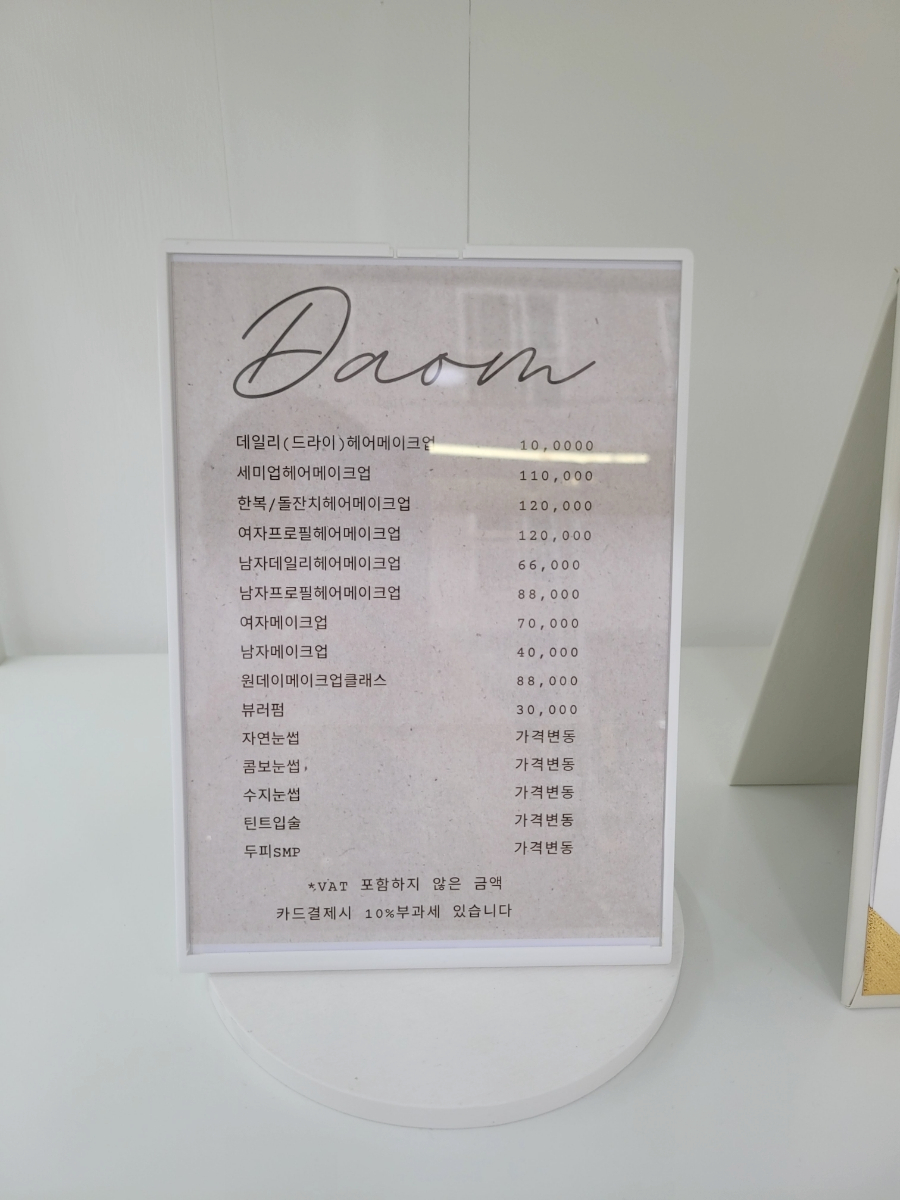 Daom
데일리(드라이)헤어메이크업 10,0000
세미업헤어메이크업 110,000
한복/돌잔치헤어메이크업 120,000
여자프로필헤어메이크업 120,000
남자데일리헤어메이크업 66,000
남자프로필헤어메이크업 88,000
여자메이크업 70,000
남자메이크업 40,000
원데이메이크업클래스 88,000
뷰러펌 30,000
자연눈썹 가격변동
콤보눈썹, 가격변동
수지눈썹 가격변동
틴트입술 가격변동
두피SMP 가격변동
*VAT 포함하지 않은 금액
카드결제시 10%부과세 있습니다